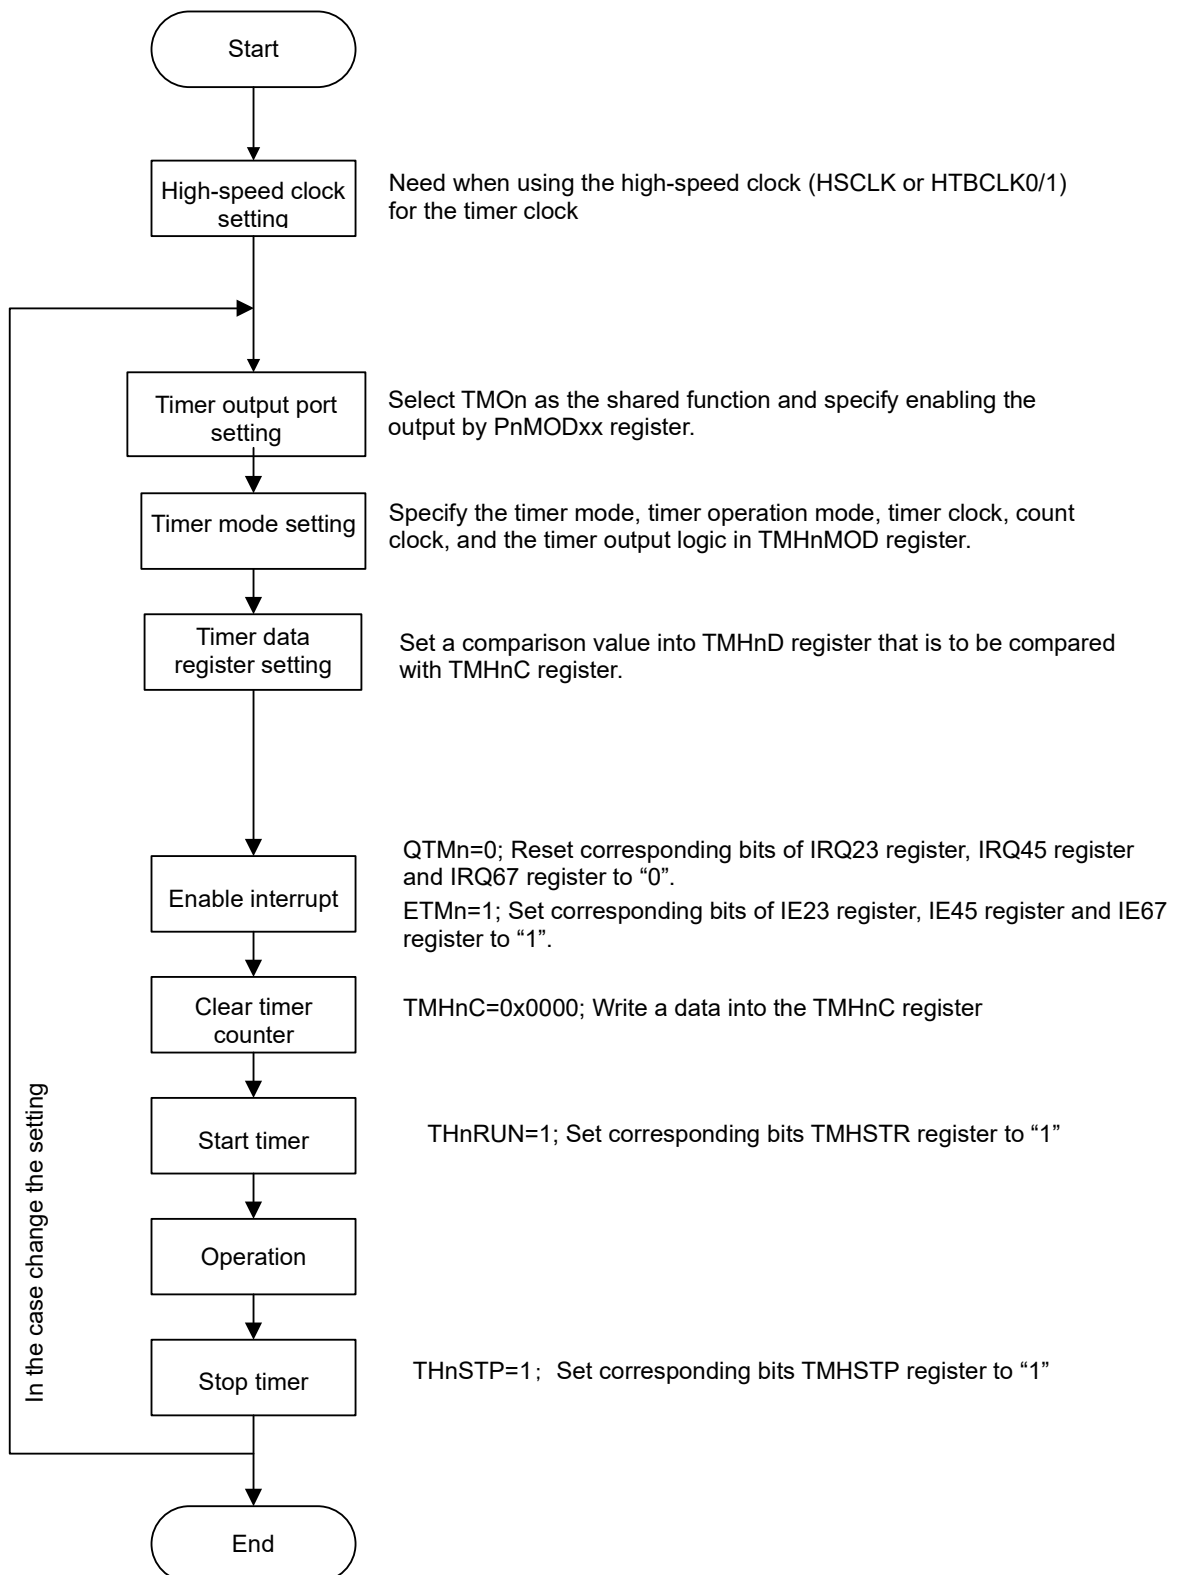 Start
High-speed clock
setting
Need when using the high-speed clock (HSCLK or HTBCLK0/1)
for the timer clock
Timer output port
setting
Select TMOn as the shared function and specify enabling the
output by PnMODxx register.
Timer mode setting
Specify the timer mode, timer operation mode, timer clock, count
clock, and the timer output logic in TMHnMOD register.
Timer data
register setting
Set a comparison value into TMHnD register that is to be compared
with TMHnC register.
Enable interrupt
QTMn=0; Reset corresponding bits of IRQ23 register, IRQ45 register
and IRQ67 register to “0”.
ETMn=1; Set corresponding bits of IE23 register, IE45 register and IE67
register to “1”.
Clear timer
counter
TMHnC=0x0000; Write a data into the TMHnC register
Start timer
THnRUN=1; Set corresponding bits TMHSTR register to “1”
Operation
Stop timer
THnSTP=1; Set corresponding bits TMHSTP register to “1”
In the case change the setting
End